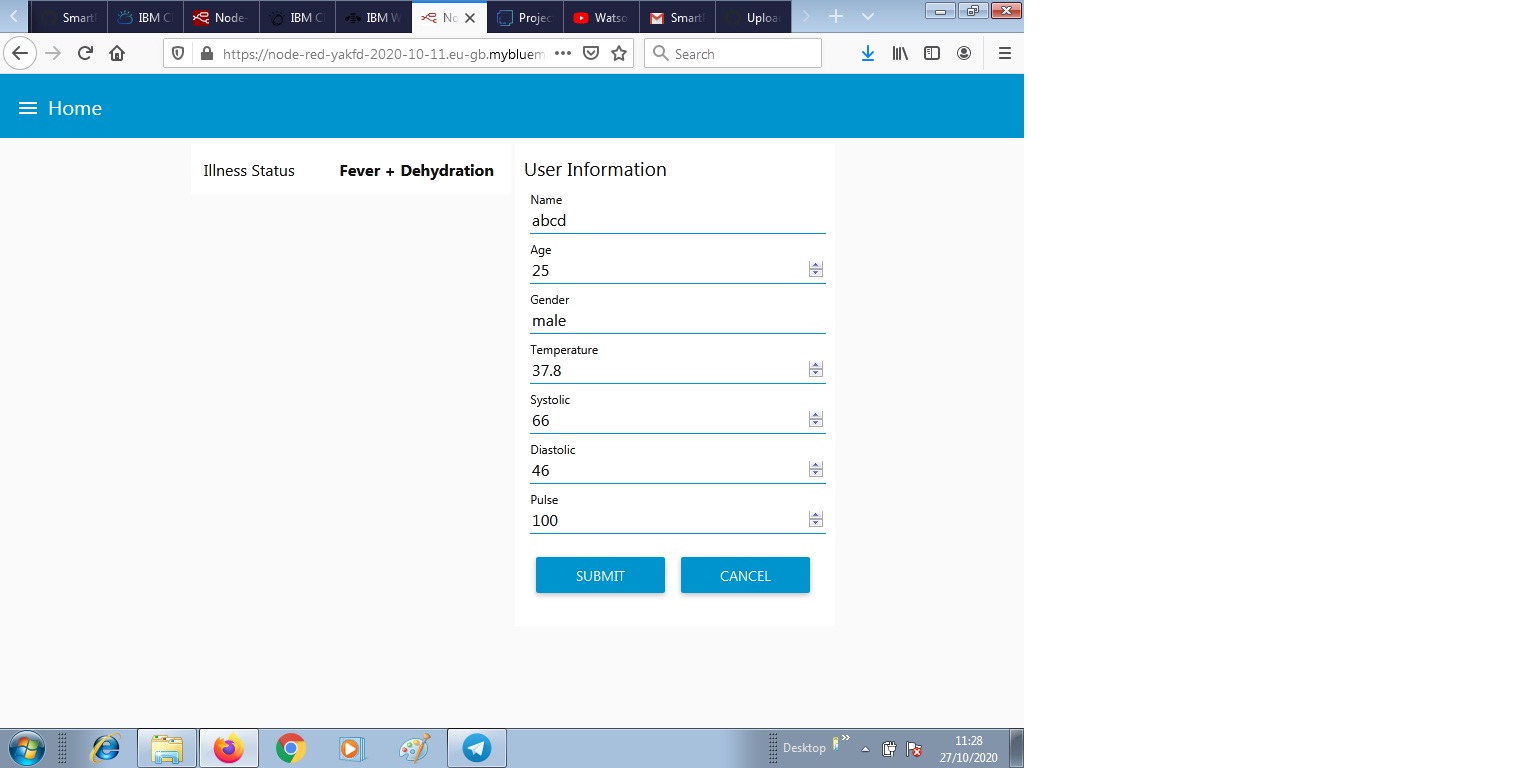 Smart
IBM C
Node-
IBM C
IBM W
No
Projec
Watso
Smart
Uploa
https://node-red-yakfd-2020-10-11.eu-gb.mybluem
Search
Home
Illness Status Fever + Dehydration
User Information
Name
abcd
Age
25
Gender
male
Temperature
37.8
Systolic
66
Diastolic
46
Pulse
100
SUBMIT CANCEL
Desktop
11:28
27/10/2020